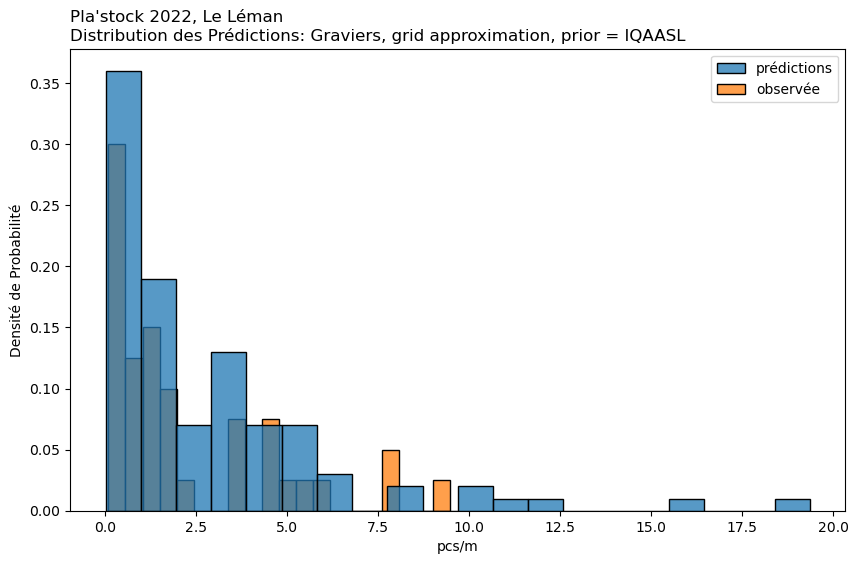 Pla'stock 2022, Le Léman
Distribution des Prédictions: Graviers, grid approximation, prior = IQAASL
prédictions
observée
Densité de Probabilité
0.35
0.30
0.25
0.20
0.15
0.10
0.05
0.00
0.0 2.5 5.0 7.5 10.0 12.5 15.0 17.5 20.0
pcs/m